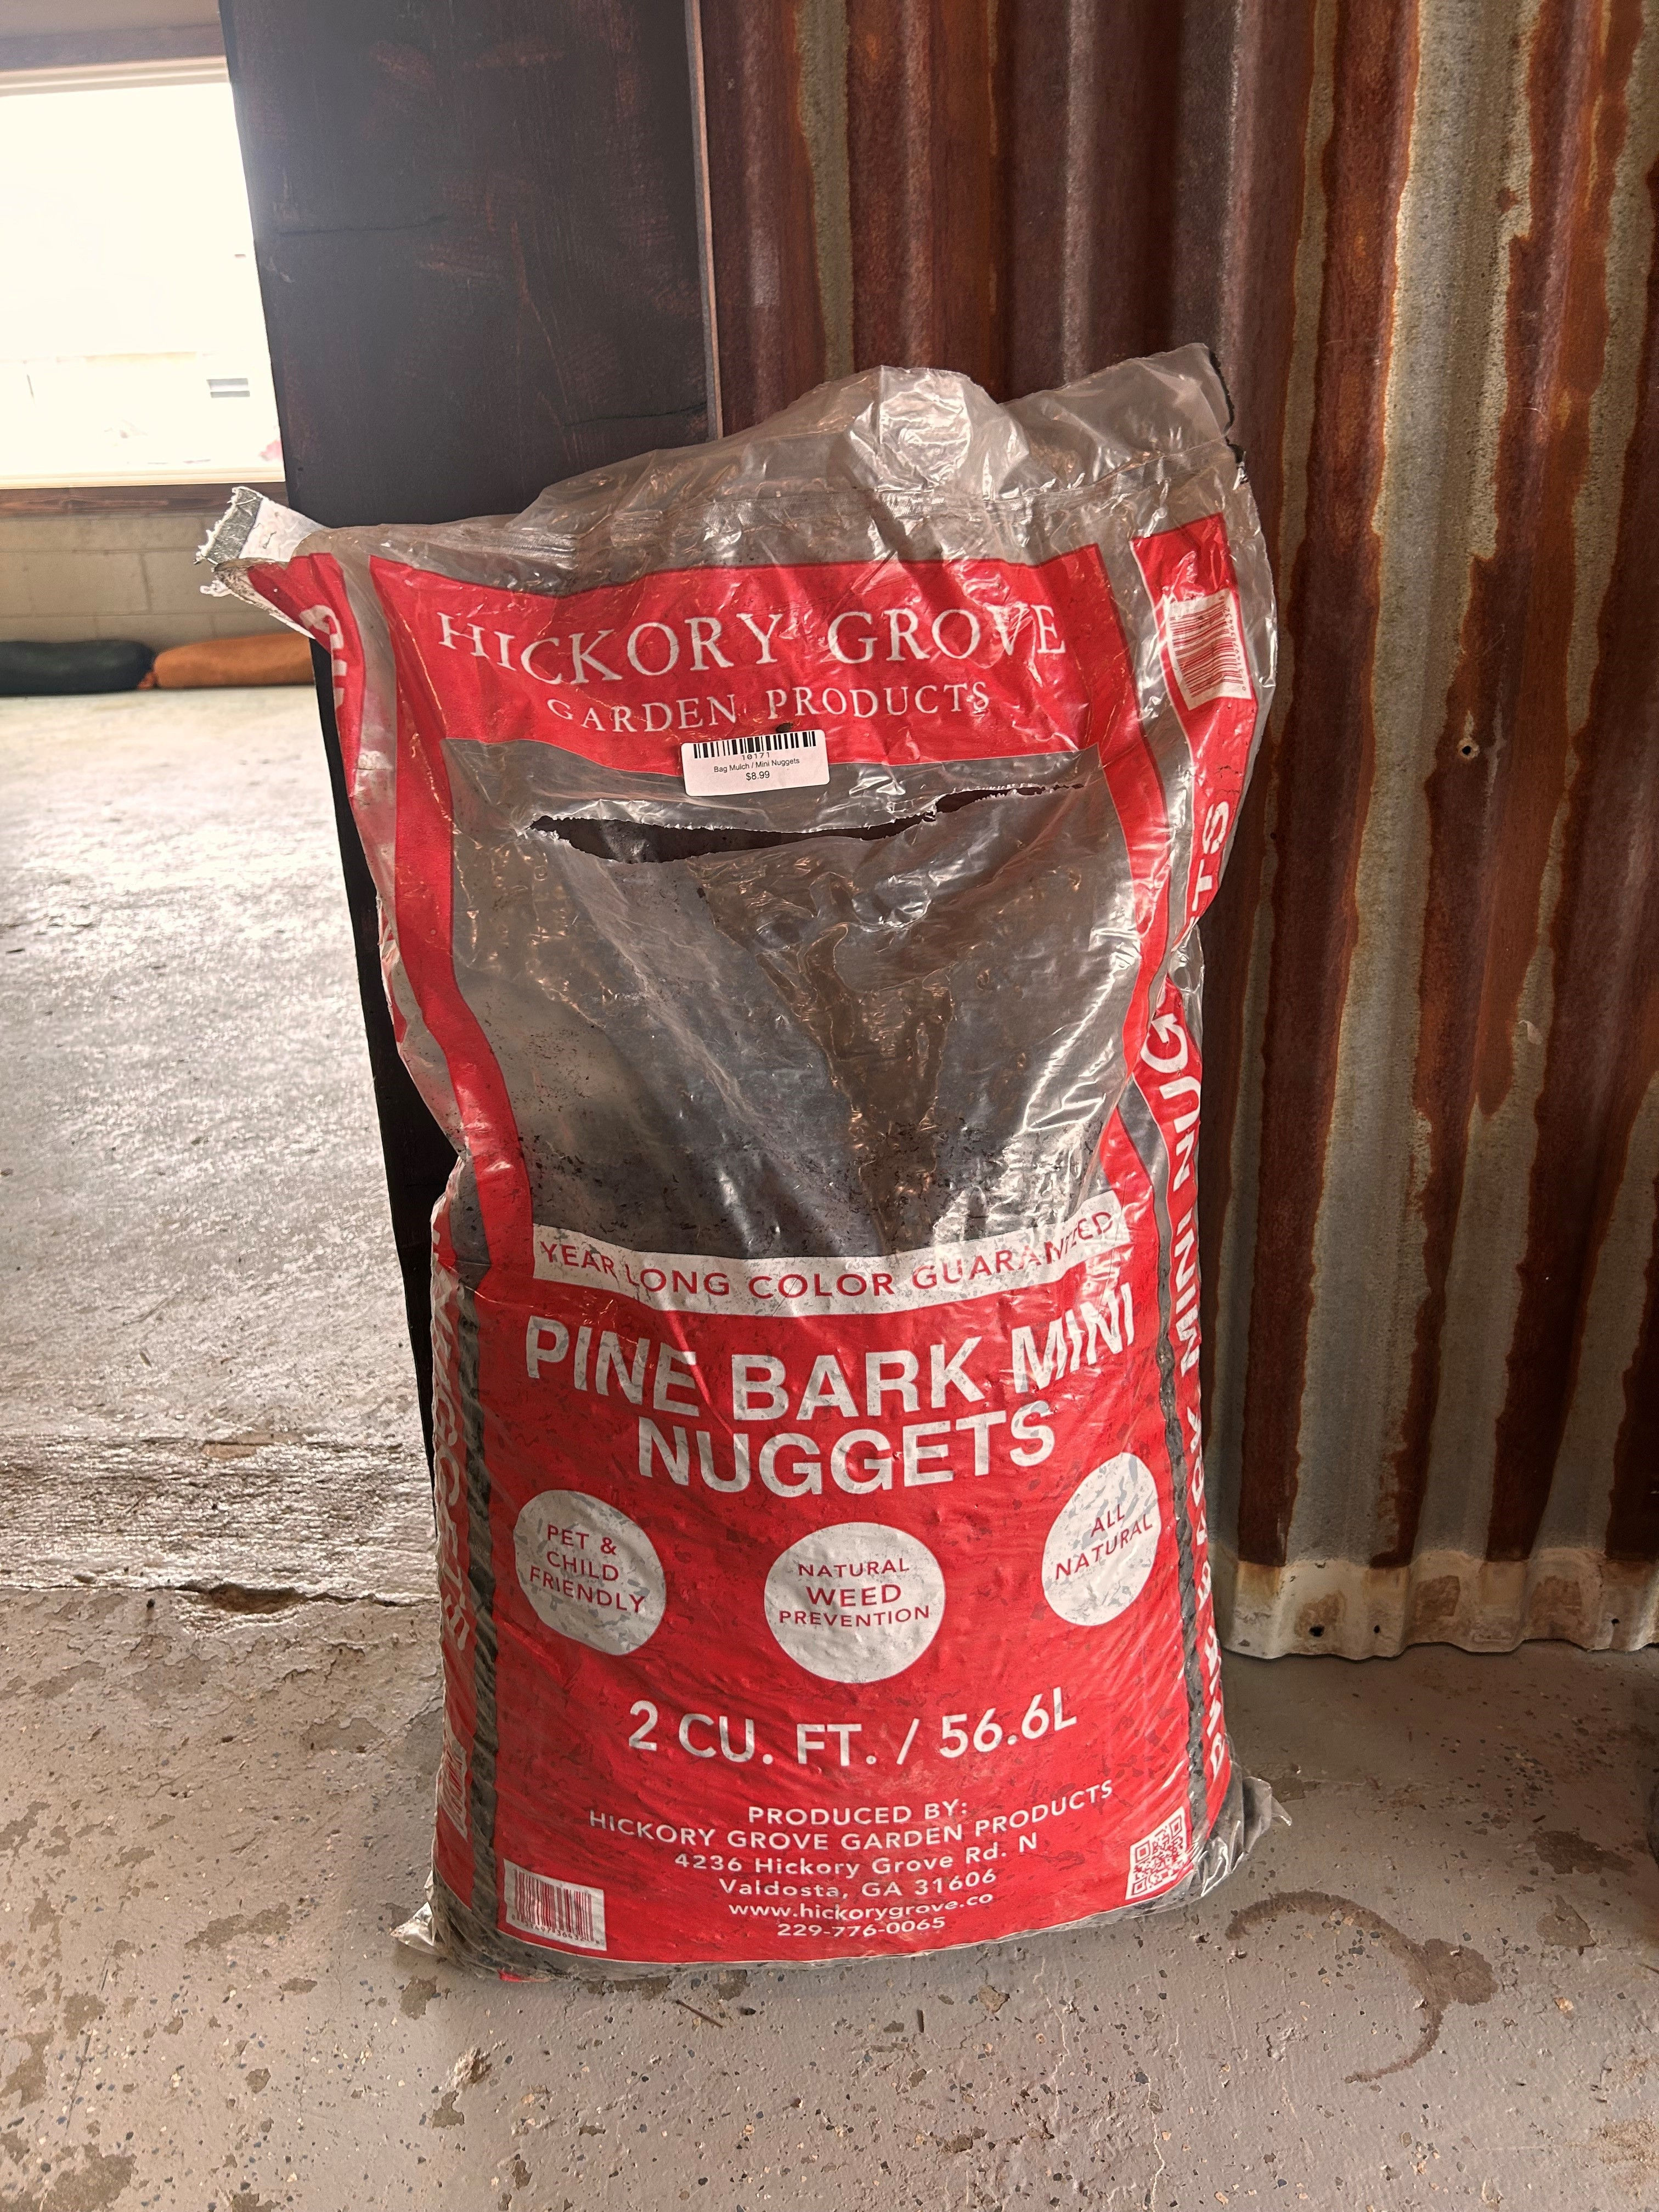 HICKORY GROVE
GARDEN PRODUCTS
10171
Bag Mulch / Mini Nuggets
$8.99
YEAR LONG COLOR GUARANTEED
PINE BARK MINI
NUGGETS
PET &
CHILD
FRIENDLY
NATURAL
WEED
PREVENTION
ALL
NATURAL
2 CU. FT. / 56.6L
PRODUCED BY:
HICKORY GROVE GARDEN PRODUCTS
4236 Hickory Grove Rd. N
Valdosta, GA 31606
www.hickorygrove.co
229-776-0065
MINI